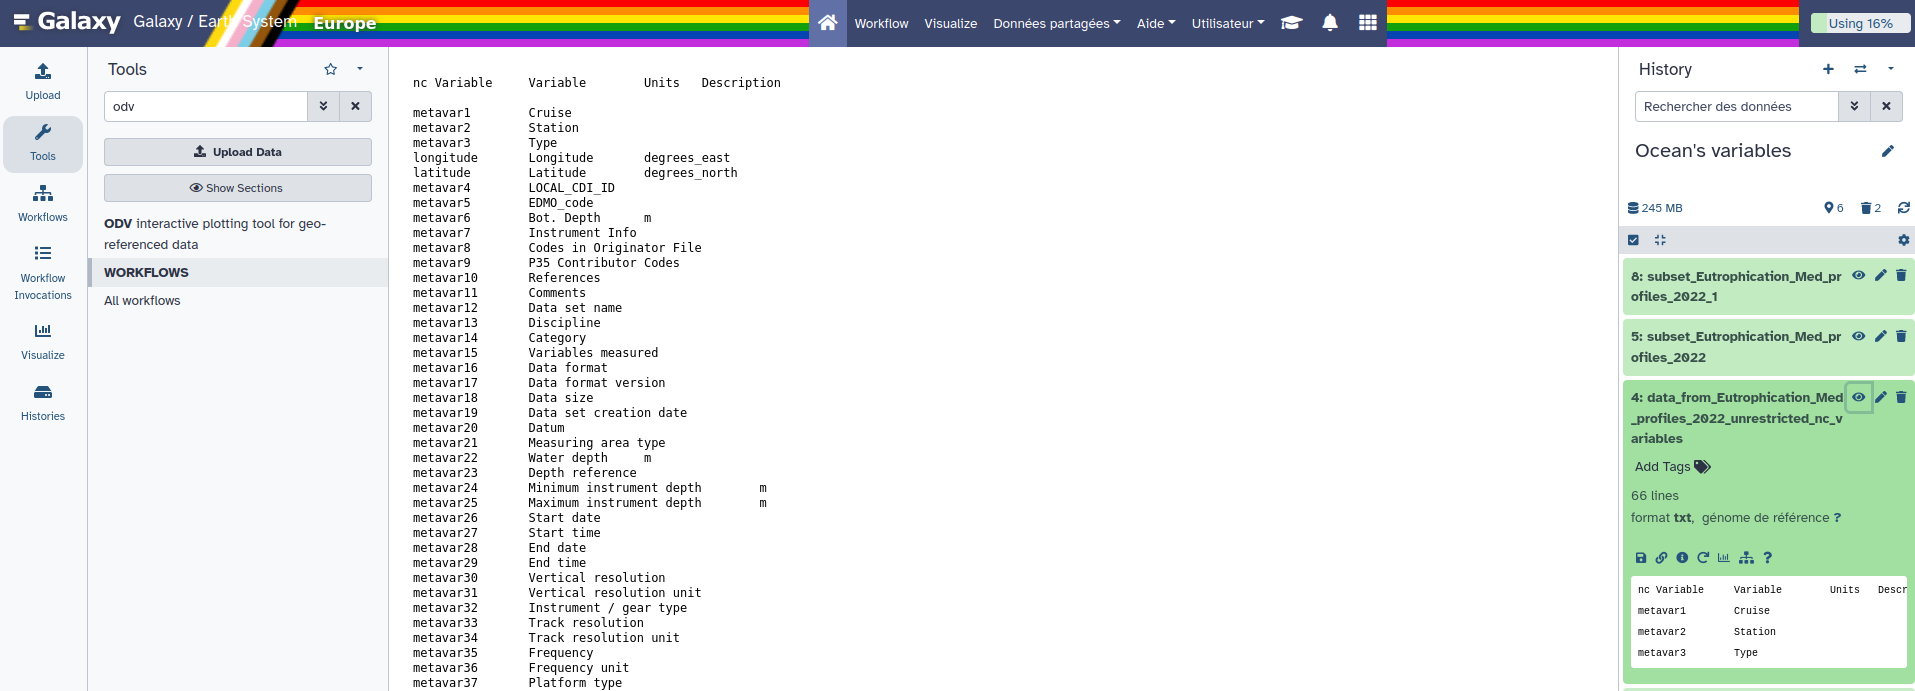 Galaxy Galaxy / Earth System Europe
Workflow Visualize Données partagées Aide Utilisateur Using 16%
Upload
Tools
Workflows
Workflow
Invocations
Visualize
Histories
Tools
odv
Upload Data
Show Sections
ODV interactive plotting tool for geo-
referenced data
WORKFLOWS
All workflows
nc Variable Variable Units Description
metavar1 Cruise
metavar2 Station
metavar3 Type
longitude Longitude degrees_east
latitude Latitude degrees_north
metavar4 LOCAL_CDI_ID
metavar5 EDMO_code
metavar6 Bot. Depth m
metavar7 Instrument Info
metavar8 Codes in Originator File
metavar9 P35 Contributor Codes
metavar10 References
metavar11 Comments
metavar12 Data set name
metavar13 Discipline
metavar14 Category
metavar15 Variables measured
metavar16 Data format
metavar17 Data format version
metavar18 Data size
metavar19 Data set creation date
metavar20 Datum
metavar21 Measuring area type
metavar22 Water depth m
metavar23 Depth reference
metavar24 Minimum instrument depth m
metavar25 Maximum instrument depth m
metavar26 Start date
metavar27 Start time
metavar28 End date
metavar29 End time
metavar30 Vertical resolution
metavar31 Vertical resolution unit
metavar32 Instrument / gear type
metavar33 Track resolution
metavar34 Track resolution unit
metavar35 Frequency
metavar36 Frequency unit
metavar37 Platform type
History
Rechercher des données
Ocean's variables
245 MB 6 2
8: subset_Eutrophication_Med_pr
ofiles_2022_1
5: subset_Eutrophication_Med_pr
ofiles_2022
4: data_from_Eutrophication_Med
_profiles_2022_unrestricted_nc_v
ariables
Add Tags
66 lines
format txt, génome de référence ?
?
nc Variable Variable Units Descr
metavar1 Cruise
metavar2 Station
metavar3 Type